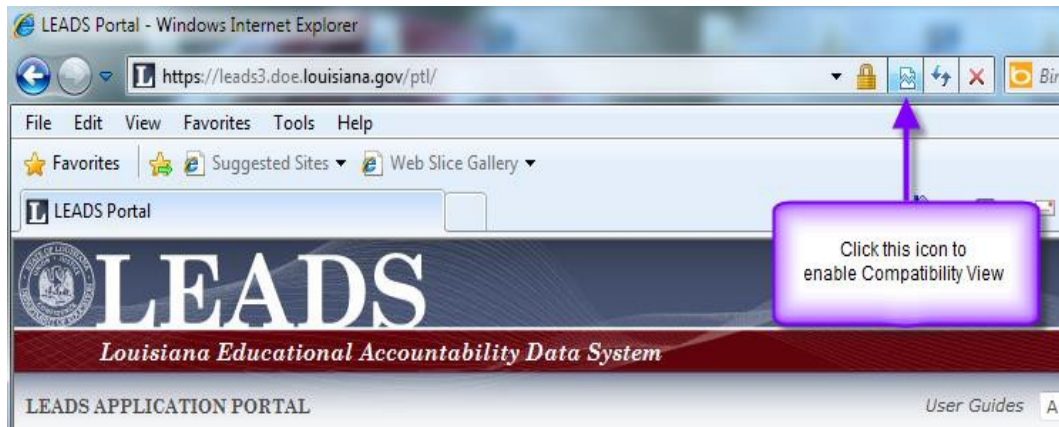 LEADS Portal - Windows Internet Explorer
https://leads3.doe.louisiana.gov/ptl/
File Edit View Favorites Tools Help
Favorites Suggested Sites Web Slice Gallery
LEADS Portal
Click this icon to
enable Compatibility View
LEADS
Louisiana Educational Accountability Data System
LEADS APPLICATION PORTAL User Guides A